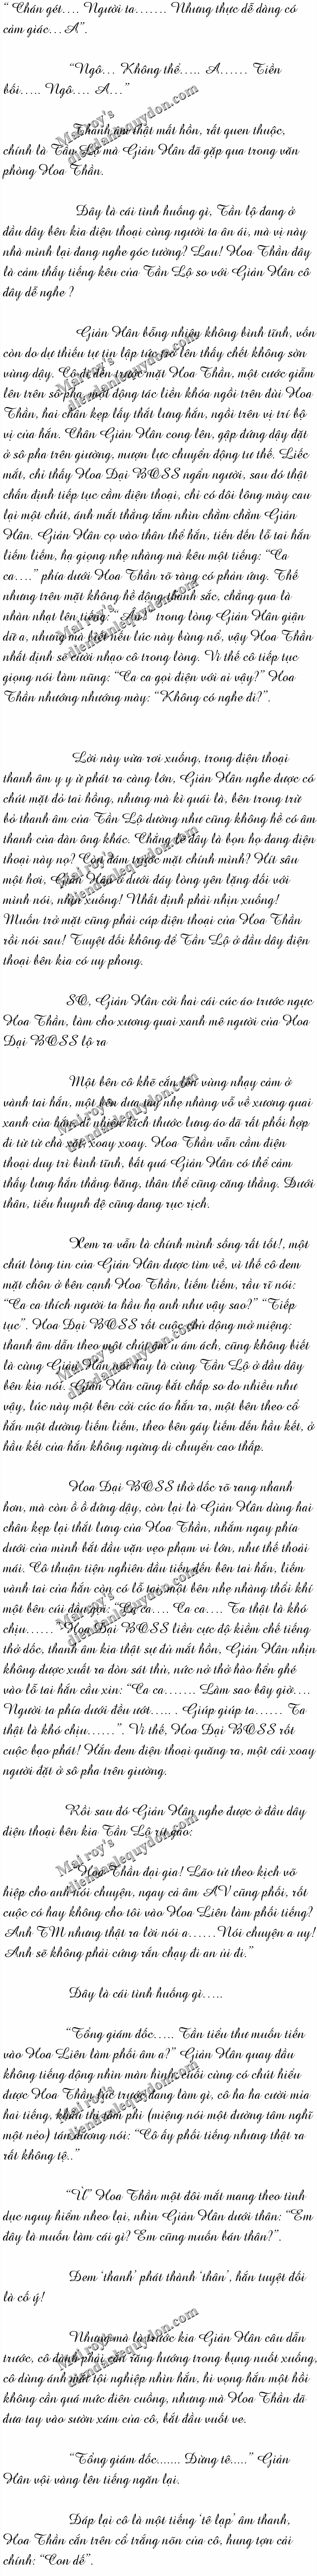 “ Chán gét…. Người ta……. Nhưng thực dễ dàng có
cảm giác…A”.
“Ngô… Không thể….. A…… Tiền
bối….. Ngô…. A…”
Thanh âm thật mất hồn, rất quen thuộc,
chính là Tần Lộ mà Giản Hân đã gặp qua trong văn
phòng Hoa Thần.
Đây là cái tình huống gì, Tần lộ đang ở
đầu dây bên kia điện thoại cùng người ta ân ái, mà vị này
nhà mình lại đang nghe góc tường? Lau! Hoa Thần đây
là cảm thấy tiếng kêu của Tần Lộ so với Giản Hân cô
đây dễ nghe ?
Giản Hân bỗng nhiên không bình tĩnh, vốn
còn do dự thiếu tự tin lập tức trở lên thấy chết không sờn
vùng dậy. Cô đi đến trước mặt Hoa Thần, một cước giẫm
lên trên sô pha, một động tác liền khóa ngồi trên đùi Hoa
Thần, hai chân kẹp lấy thắt lưng hắn, ngồi trên vị trí bộ
vị của hắn. Chân Giản Hân cong lên, gập đứng dậy đặt
ở sô pha trên giường, mượn lực chuyển động tư thế. Liếc
mắt, chỉ thấy Hoa Đại BOSS ngẩn người, sau đó thật
chấn định tiếp tục cầm điện thoại, chỉ có đôi lông mày cau
lại một chút, ánh mắt thẳng tắm nhìn chằm chằm Giản
Hân. Giản Hân cọ vào thân thể hắn, tiến đến lỗ tai hắn
liếm liếm, hạ giọng nhẹ nhàng mà kêu một tiếng: “Ca
ca….” phía dưới Hoa Thần rõ ràng có phản ứng. Thế
nhưng trên mặt không hề động thanh sắc, chẳng qua là
nhàn nhạt lên tiếng: “ Ân” trong lòng Giản Hân giận
dữ a, nhưng mà nếu lúc này bùng nổ, vậy Hoa Thần
nhất định sẽ cười nhạo cô trong lòng. Vì thế cô tiếp tục
giọng nói làm nũng: “Ca ca gọi điện với ai vậy?” Hoa
Thần nhướng nhướng mày: “Không có nghe đi?”.
Lời này vừa rơi xuống, trong điện thoại
thanh âm y y ừ phát ra càng lớn, Giản Hân nghe được có
chút mặt đỏ tai hồng, nhưng mà kì quái là, bên trong trừ
bỏ thanh âm của Tần Lộ dường như cũng không hề có âm
thanh của đàn ông khác. Chẳng lẽ đây là bọn họ đang điện
thoại này nọ? Còn dám trước mặt chính mình? Hít sâu
một hơi, Giản Hân ở dưới đáy lòng yên lặng đối với
mình nói, nhịn xuống! Nhất định phải nhịn xuống!
Muốn trở mặt cũng phải cúp điện thoại của Hoa Thần
rồi nói sau! Tuyệt đối không để Tần Lộ ở đầu dây điện
thoại bên kia có uy phong.
SO, Giản Hân cởi hai cái cúc áo trước ngực
Hoa Thần, làm cho xương quai xanh mê người của Hoa
Đại BOSS lộ ra
Một bên cô khẽ cắn lên vùng nhạy cảm ở
vành tai hắn, một bên đưa tay nhẹ nhàng vỗ về xương quai
xanh của hắn, dĩ nhiên kích thước lưng áo đã rất phối hợp
đi từ từ chỗ xoắn xoay xoay. Hoa Thần vẫn cầm điện
thoại duy trì bình tĩnh, bất quá Giản Hân có thể cảm
thấy lưng hắn thẳng băng, thân thể cũng căng thẳng. Dưới
thân, tiểu huynh đệ cũng đang rục rịch.
Xem ra vẫn là chính mình sống rất tốt!, một
chút lòng tin của Giản Hân được tìm về, vì thế cô đem
mặt chôn ở bên cạnh Hoa Thần, liếm liếm, rầu rĩ nói:
“Ca ca thích người ta hầu hạ anh như vậy sao?” “Tiếp
tục”. Hoa Đại BOSS rốt cuộc chủ động mở miệng:
thanh âm dẫn theo một chút ám ách, cũng không biết
là cùng Giản Hân nói hay là cùng Tần Lộ ở đầu dây
bên kia nói. Giản Hân cũng bất chấp so đo nhiều như
vậy, lúc này một bên cởi cúc áo hắn ra, một bên theo cổ
hắn một đường liếm liếm, theo bên gáy liếm đến hầu kết, ở
hầu kết của hắn không ngừng di chuyển cao thấp.
Hoa Đại BOSS thở dốc rõ ràng nhanh
hơn, mà còn ồ ồ đứng dậy, còn lại là Giản Hân dùng hai
chân kẹp lại thắt lưng của Hoa Thần, nhắm ngay phía
dưới của mình bắt đầu vặn vẹo phạm vi lớn, như thể thoải
mái. Cô thuận tiện nghiên đầu tiến đến bên tai hắn, liếm
vành tai của hắn cùng cổ lỗ tai, một bên nhẹ nhàng thổi khí
một bên cúi đầu gọi: “Ca ca…. Ca ca…. Ta thật là khó
chịu…… “Hoa Đại BOSS liều cực độ kiềm chế tiếng
thở dốc, thanh âm kia thật sự dù mất hồn, Giản Hân nhịn
không được xuất ra đòn sát thủ, nức nở thở hào hển ghé
vào lỗ tai hắn cầu xin: “Ca ca……. Làm sao bây giờ….
Người ta phía dưới đều ướt….. . Giúp giúp ta…… Ta
thật là khó chịu……”. Vì thế, Hoa Đại BOSS rốt
cuộc bạo phát! Hắn đem điện thoại quăng ra, một cái xoay
người đặt ở sô pha trên giường.
Rồi sau đó Giản Hân nghe được ở đầu dây
điện thoại bên kia Tần Lộ rít gào:
“Hoa Thần đại gia! Lão tử theo kịch võ
hiệp cho anh nói chuyện, ngay cả âm AV cũng phối, rốt
cuộc có hay không cho tôi vào Hoa Liên làm phối tiếng?
Anh TM nhưng thật ra lời nói a……Nói chuyện a uy!
Anh sẽ không phải cứng rắn chạy đi an ủi đi.”
Đây là cái tình huống gì…..
“Tổng giám đốc….. Tần tiểu thư muốn tiến
vào Hoa Liên làm phối âm a?” Giản Hân quay đầu
không tiếng động nhìn màu hình, cuối cùng có chút hiểu
được Hoa Thần lúc trước đang làm gì, cô ha ha cười mỉa
hai tiếng, khẩu thị tâm phi (miệng nói một đường tâm nghĩ
một nẻo) tán dương nói: “Cô ấy phối tiếng nhưng thật ra
rất không tệ..”
“Ừ” Hoa Thần một đôi mắt mang theo tình
dục nguy hiểm nheo lại, nhìn Giản Hân dưới thân: “Em
đây là muốn làm cái gì? Em cũng muốn bán thân?”.
Đem ‘thanh’ phát thành ‘thân’, hắn tuyệt đối
là cố ý!
Nhưng mà là trước kia Giản Hân câu dẫn
trước, cô đành phải cắn răng hướng trong bụng nuốt xuống,
cô dùng ánh mắt tội nghiệp nhìn hắn, hi vọng hắn một hồi
không cần quá mức điên cuồng, nhưng mà Hoa Thần đã
đưa tay vào sườn xám của cô, bắt đầu vuốt ve.
“Tổng giám đốc....... Đừng tê.....” Giản
Hân vội vàng lên tiếng ngăn lại.
Đáp lại cô là một tiếng ‘tê lạp’ âm thanh,
Hoa Thần cắn trên cổ trắng nõn của cô, hung tợn cải
chính: “Con dế”.